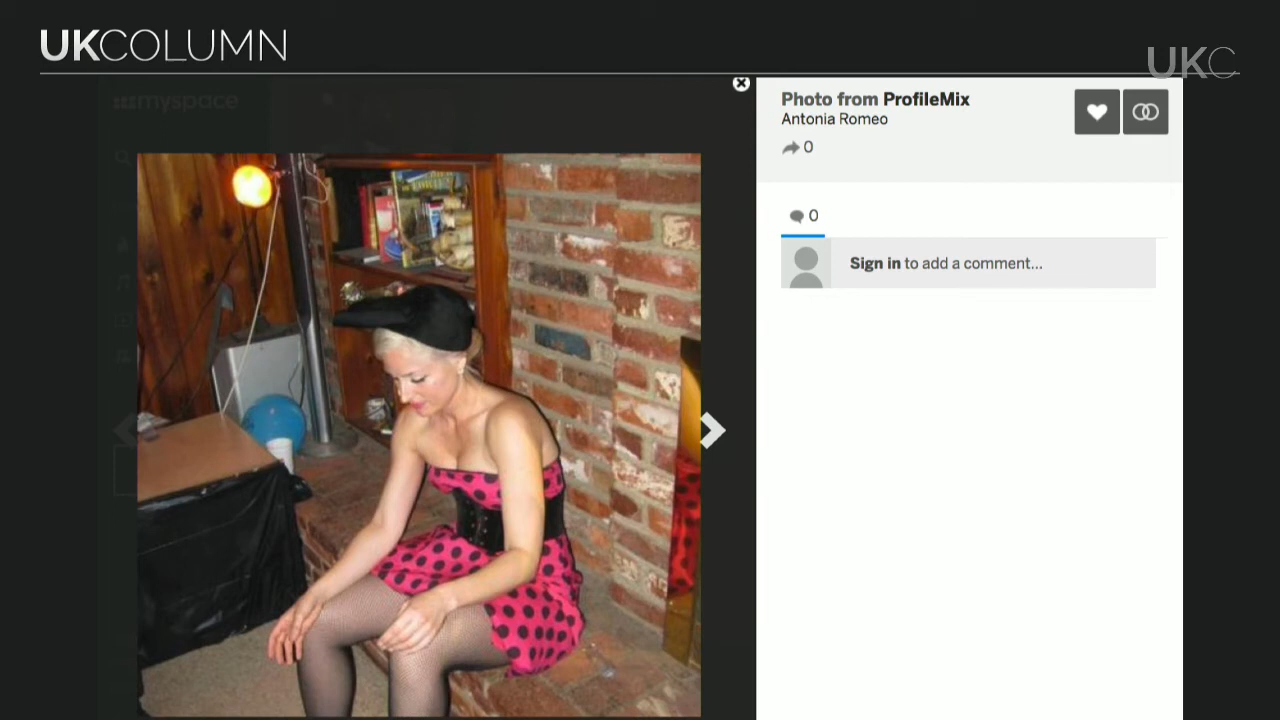 UKCOLUMN
UKC
myspace
Photo from ProfileMix
Antonia Romeo
0
0
Sign in to add a comment...